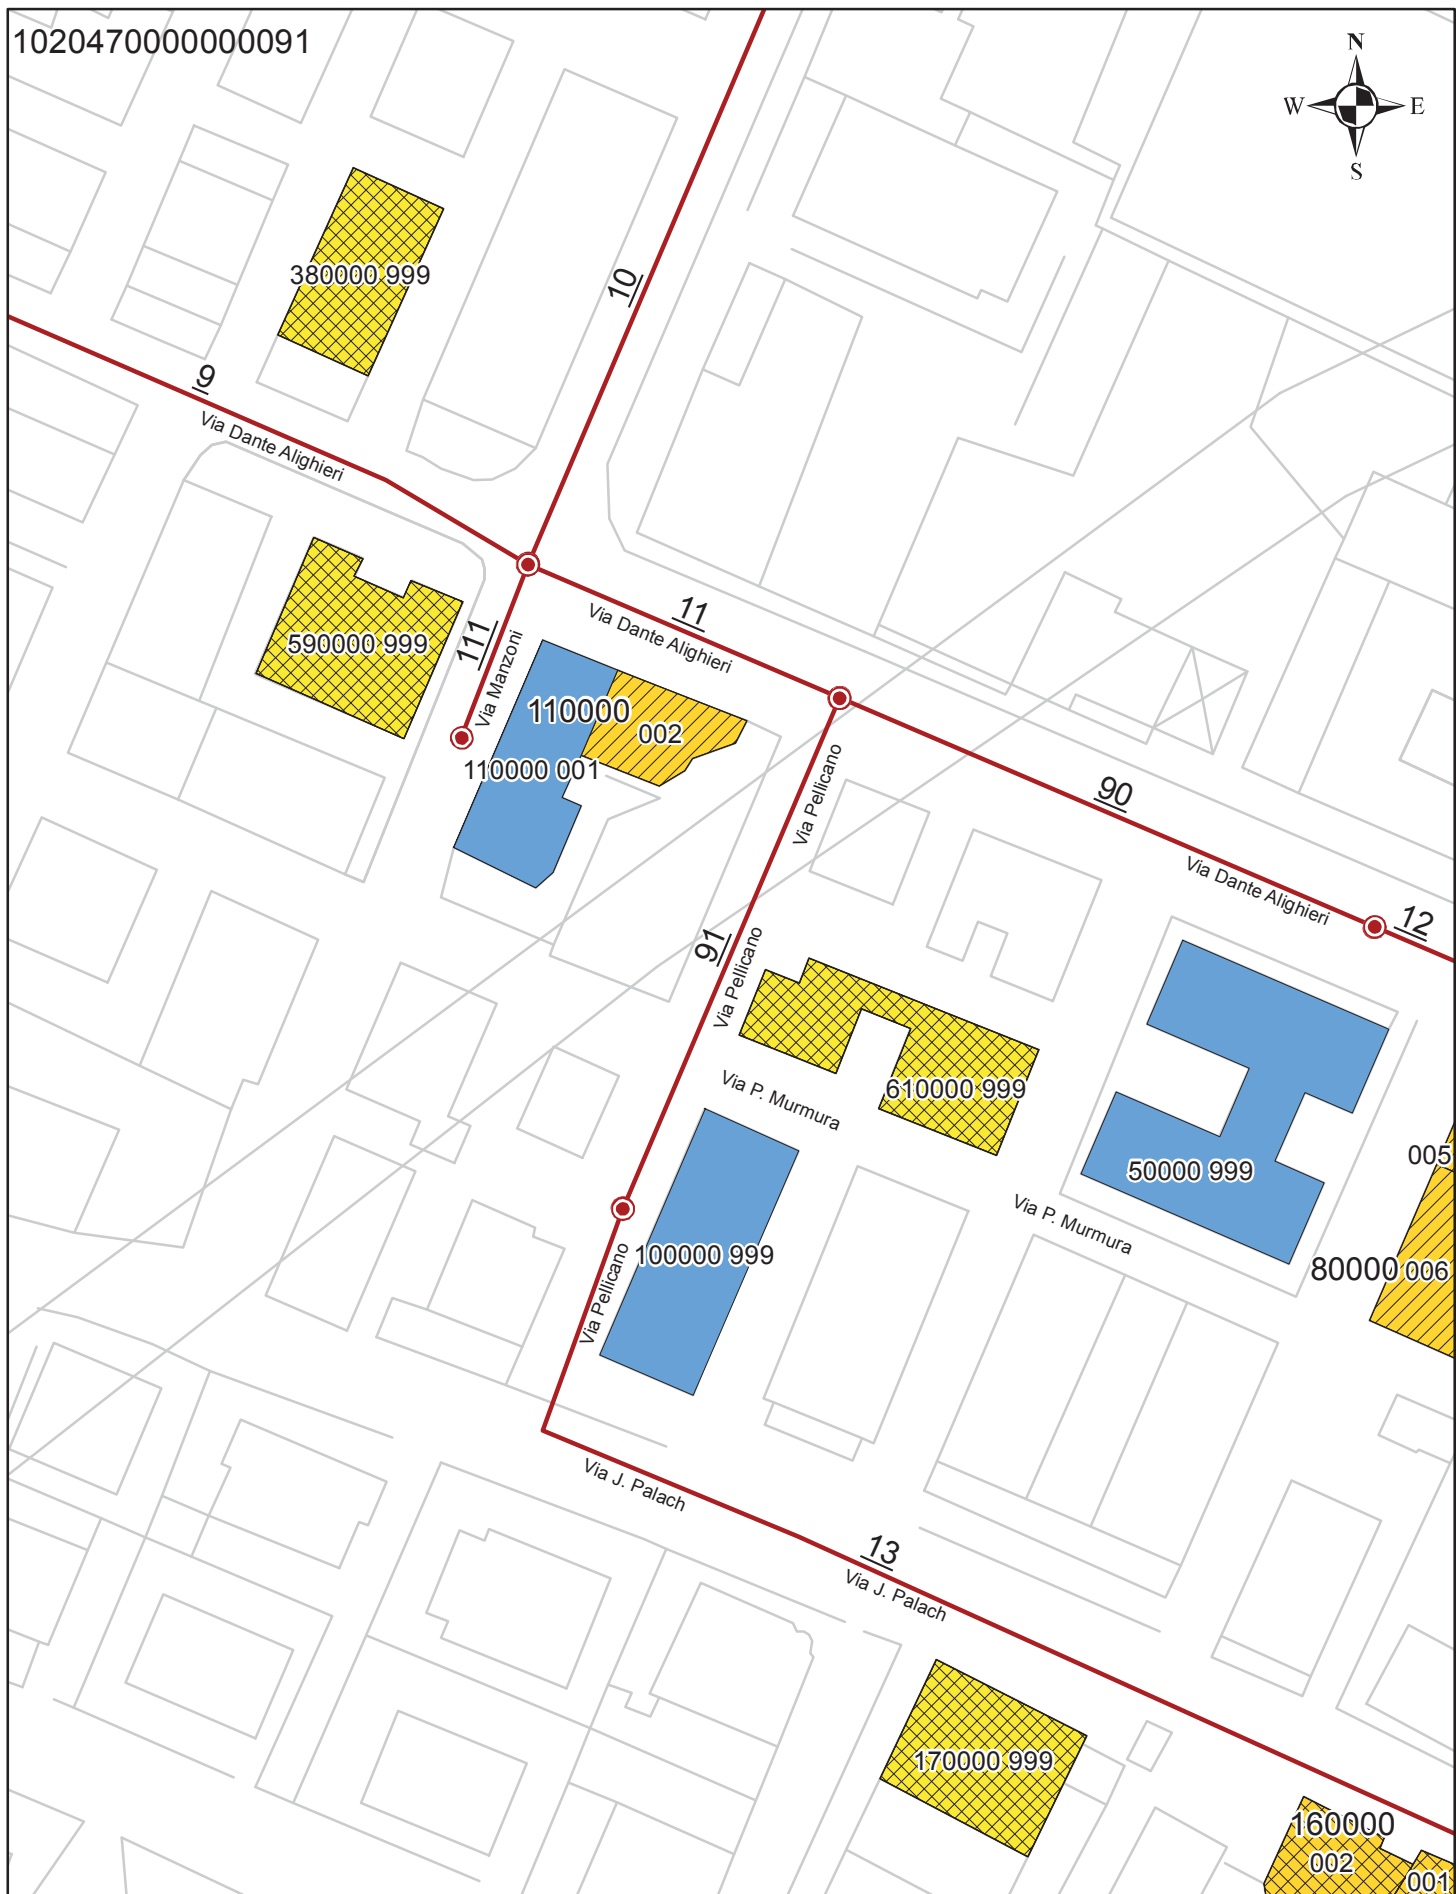 1020470000000091
N
W
E
S
380000 999
10
9
Via Dante Alighieri
11
Via Dante Alighieri
590000 999
111
Via Manzoni
110000
002
110000 001
Via Pellicano
90
Via Dante Alighieri
12
91
Via Pellicano
610000 999
Via P. Murmura
005
50000 999
Via P. Murmura
100000 999
80000 006
Via Pellicano
Via J. Palach
13
Via J. Palach
170000 999
160000
002
001